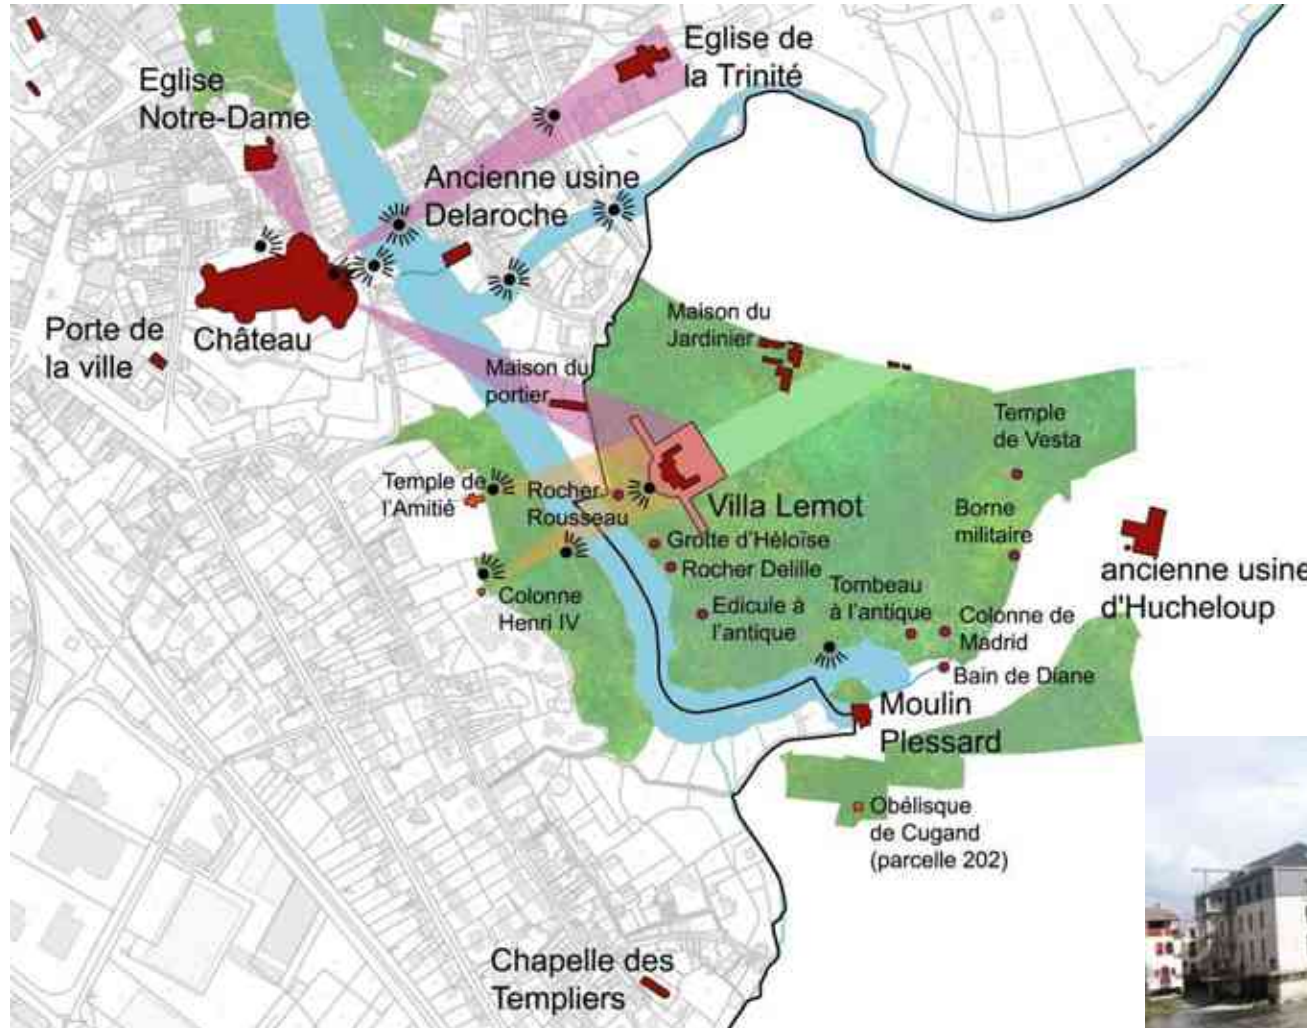 Eglise de
la Trinité
Eglise
Notre-Dame
Ancienne usine
Delaroche
Porte de
la ville
Château
Maison du
Jardinier
Maison du
portier
Temple
de Vesta
Temple de
l'Amitié
Rocher
Rousseau
Villa Lemot
Borne
militaire
Grotte d'Héloïse
Rocher Delille
ancienne usine
d'Hucheloup
Colonne
Henri IV
Edicule à
l'antique
Tombeau
à l'antique
Colonne de
Madrid
Bain de Diane
Moulin
Plessard
Obélisque
de Cugand
(parcelle 202)
Chapelle des
Templiers